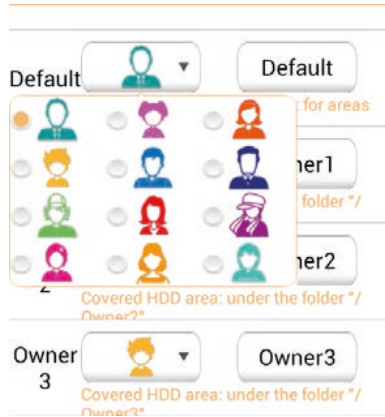 Default
Default
for areas
ner1
folder "/
ner2
Covered HDD area: under the folder "/
Owner2"
Owner
3
Owner3
Covered HDD area: under the folder "/
Owner3"